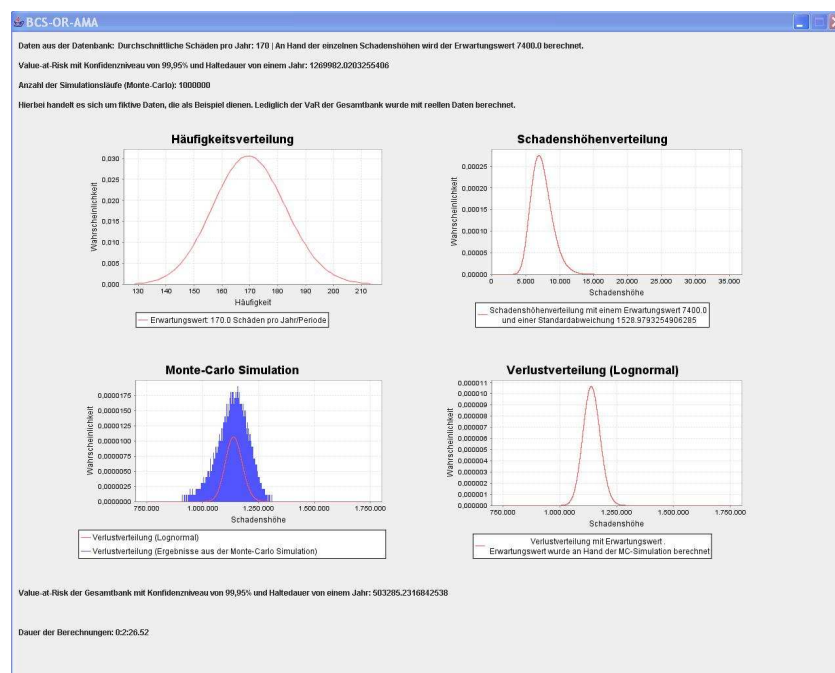 BCS-OR-AMA
Daten aus der Datenbank: Durchschnittliche Schäden pro Jahr: 170 | An Hand der einzelnen Schadenshöhen wird der Erwartungswert 7400.0 berechnet.
Value-at-Risk mit Konfidenzniveau von 99,95% und Haltedauer von einem Jahr: 1269982.0203255406
Anzahl der Simulationsläufe (Monte-Carlo): 1000000
Hierbei handelt es sich um fiktive Daten, die als Beispiel dienen. Lediglich der VaR der Gesamtbank wurde mit reellen Daten berechnet.
Häufigkeitsverteilung
Wahrscheinlichkeit
0.030
0.025
0.020
0.015
0.010
0.005
0.000
130 140 150 160 170 180 190 200 210
Häufigkeit
Erwartungswert: 170.0 Schäden pro Jahr/Periode
Schadenshöhenverteilung
Wahrscheinlichkeit
0.00025
0.00020
0.00015
0.00010
0.00005
0.00000
0 5.000 10.000 15.000 20.000 25.000 30.000 35.000
Schadenshöhe
Schadenshöhenverteilung mit einem Erwartungswert 7400.0
und einer Standardabweichung 1528.9793254906285
Monte-Carlo Simulation
Wahrscheinlichkeit
0,0000175
0,0000150
0,0000125
0,0000100
0,0000075
0,0000050
0,0000025
0,0000000
750.000 1.000.000 1.250.000 1.500.000 1.750.000
Schadenshöhe
Verlustverteilung (Lognormal)
Verlustverteilung (Ergebnisse aus der Monte-Carlo Simulation)
Verlustverteilung (Lognormal)
Wahrscheinlichkeit
0.000011
0.000010
0.000009
0.000008
0.000007
0.000006
0.000005
0.000004
0.000003
0.000002
0.000001
0.000000
750.000 1.000.000 1.250.000 1.500.000 1.750.000
Schadenshöhe
Verlustverteilung mit Erwartungswert .
Erwartungswert wurde an Hand der MC-Simulation berechnet
Value-at-Risk der Gesamtbank mit Konfidenzniveau von 99,95% und Haltedauer von einem Jahr: 503285.2316842538
Dauer der Berechnungen: 0:2:26.52